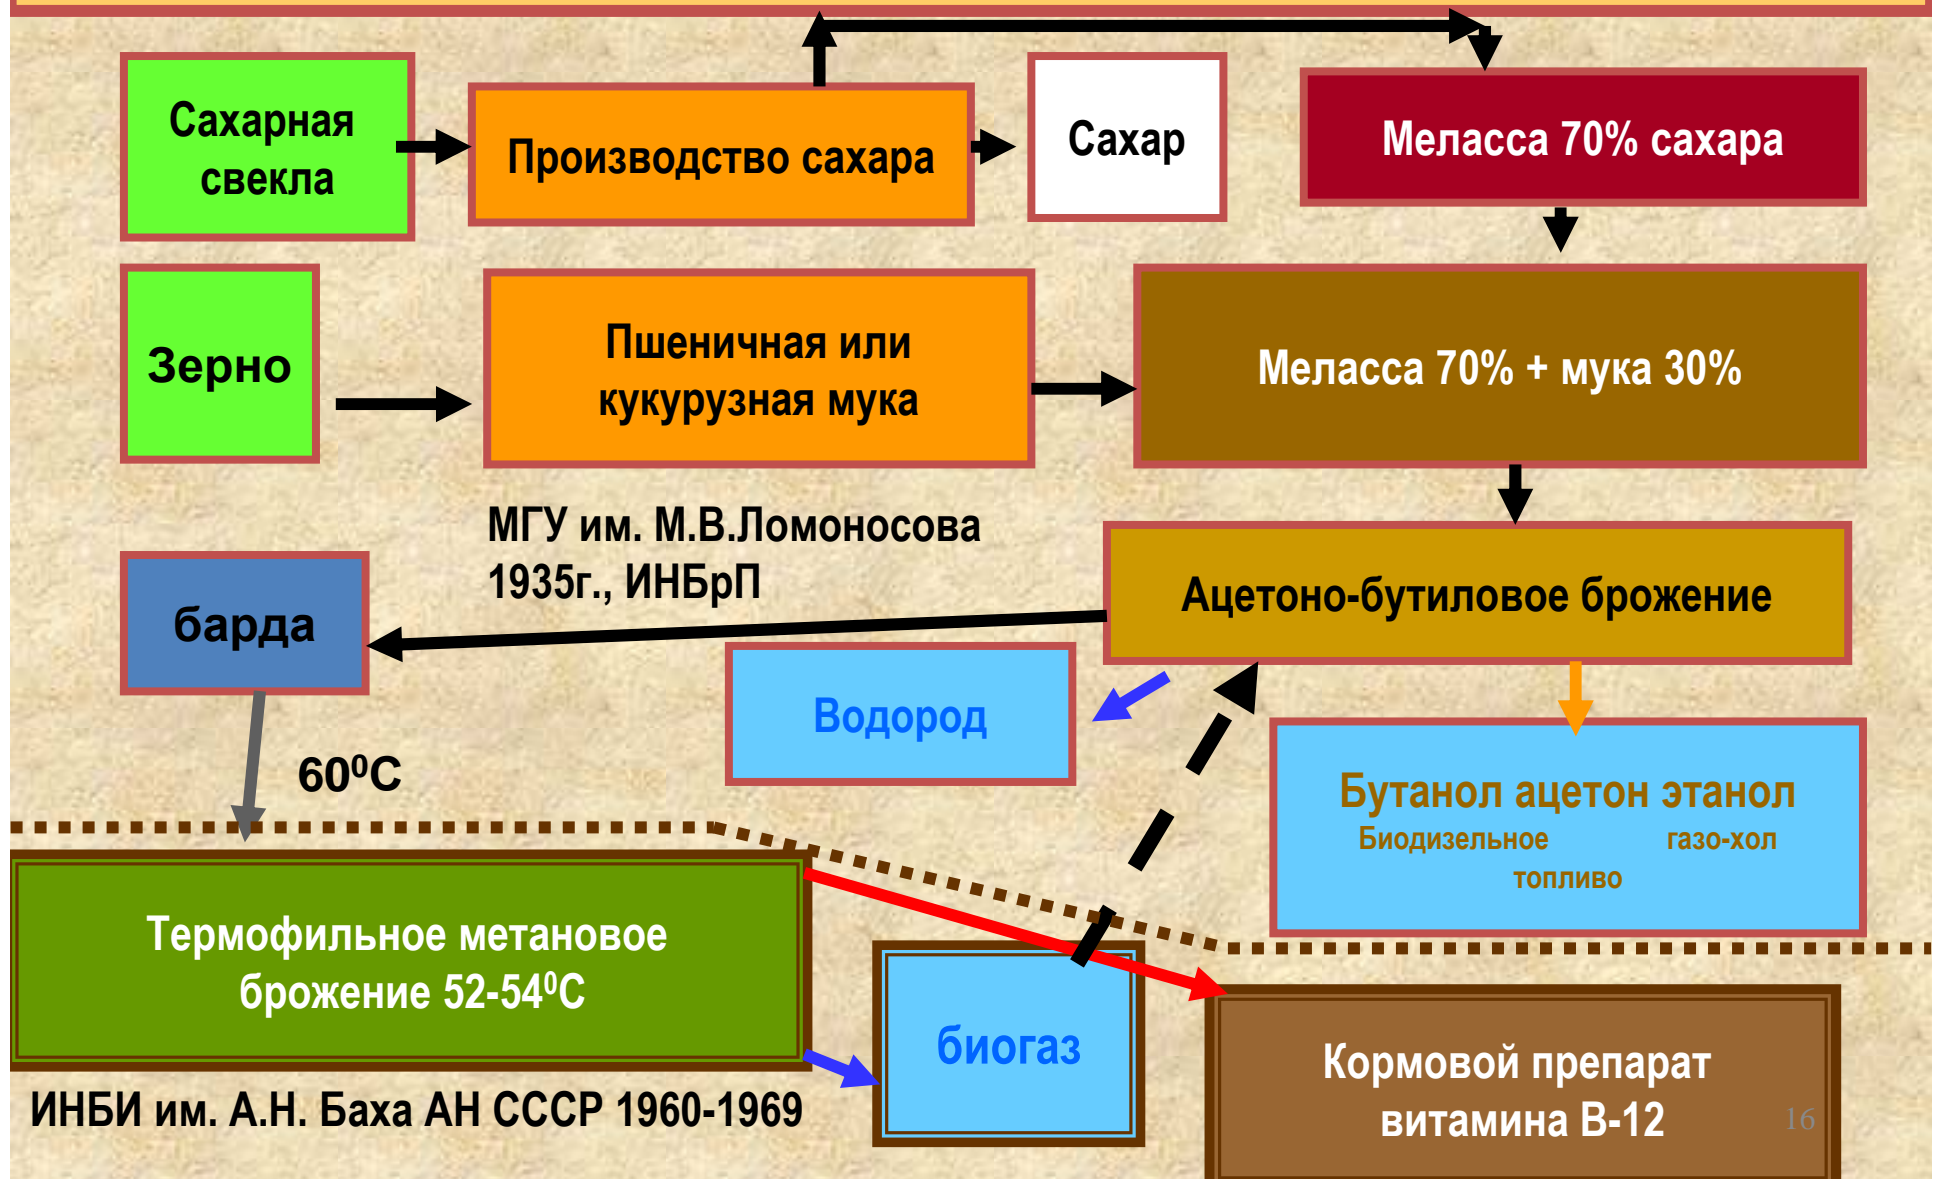 Сахарная
свекла
Производство сахара
Сахар
Меласса 70% сахара
Зерно
Пшеничная или
кукурузная мука
Меласса 70% + мука 30%
МГУ им. М.В.Ломоносова
1935г., ИНБрП
Ацетоно-бутиловое брожение
барда
Водород
60⁰С
Бутанол ацетон этанол
Биодизельное газо-хол
топливо
Термофильное метановое
брожение 52-54⁰С
биогаз
Кормовой препарат
витамина В-12
ИНБИ им. А.Н. Баха АН СССР 1960-1969
16